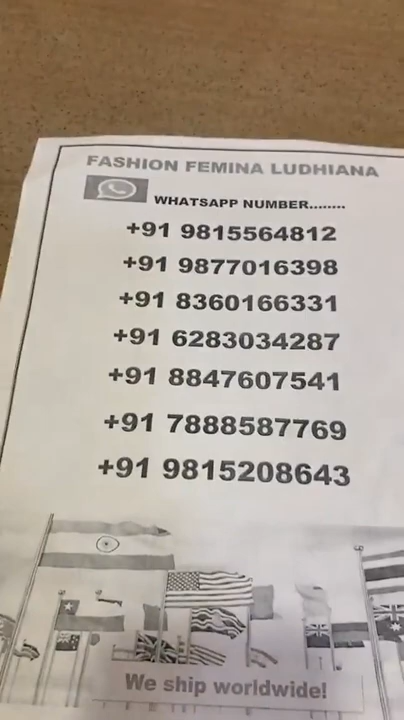 FASHION FEMINA LUDHIANA
WHATSAPP NUMBER........
+91 9815564812
+91 9877016398
+91 8360166331
+91 6283034287
+91 8847607541
+91 7888587769
+91 9815208643
We ship worldwide!